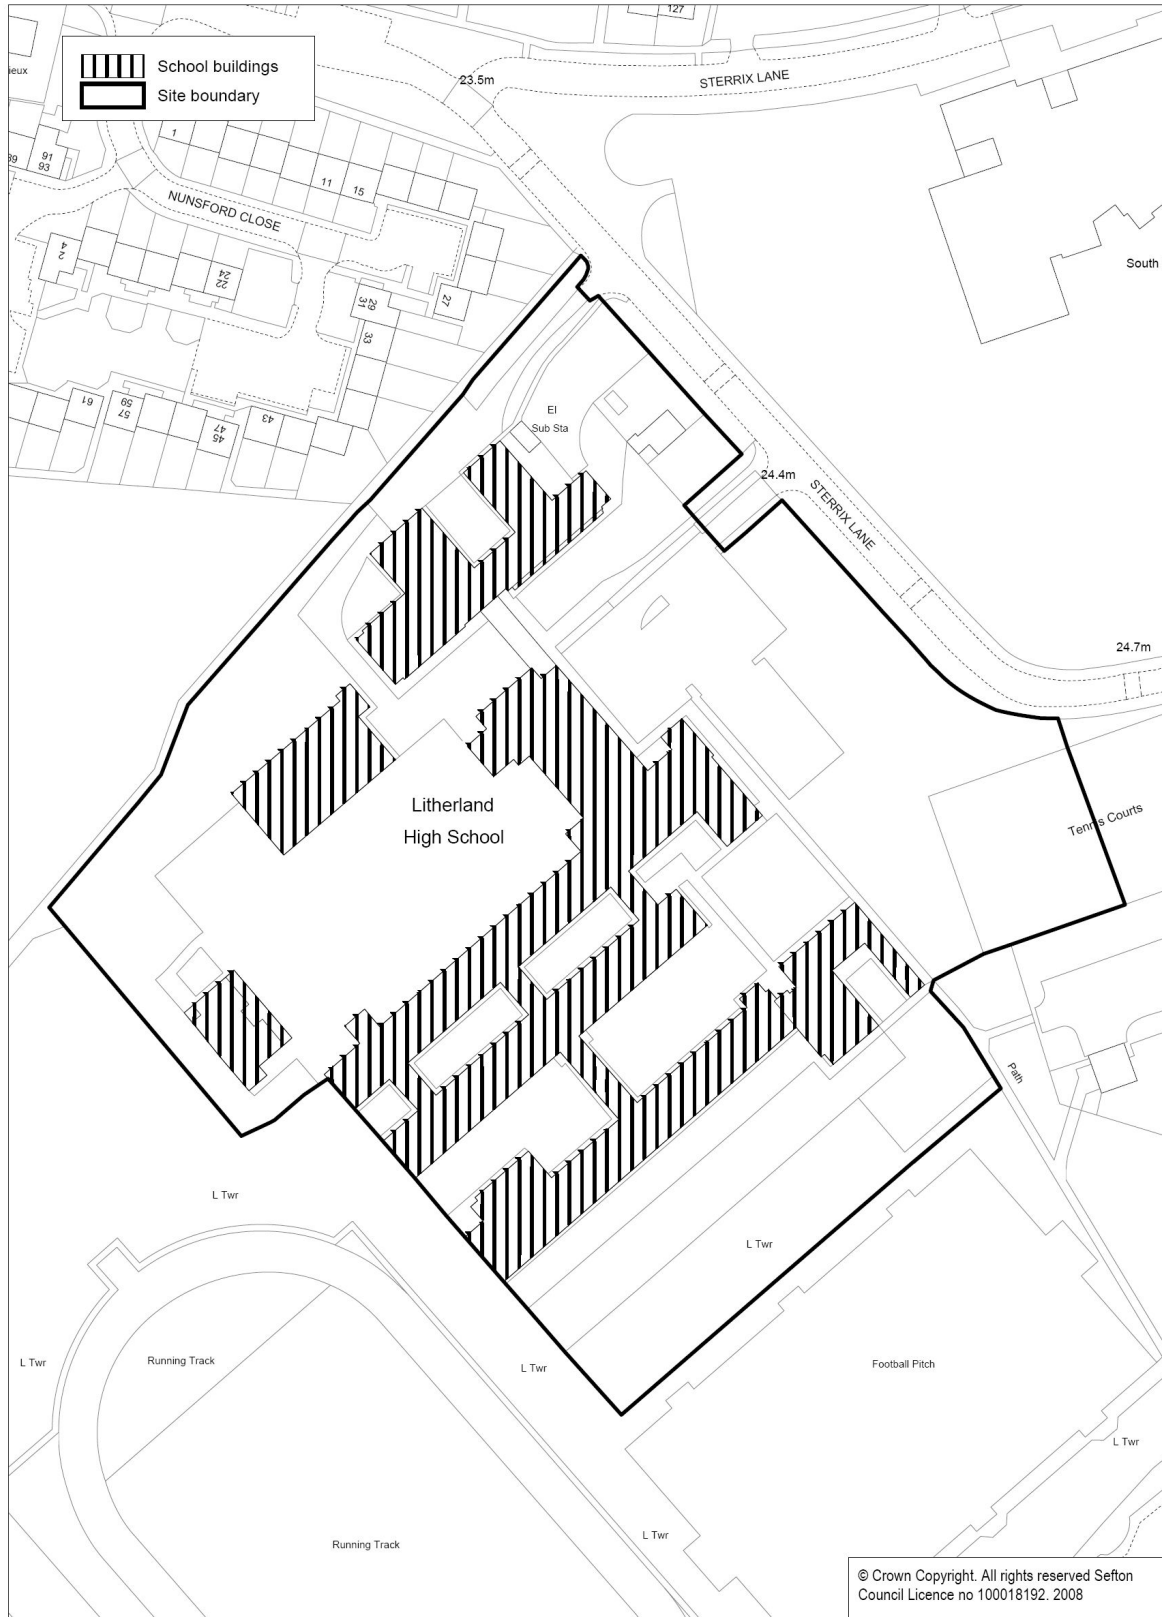 127
ieux
School buildings
Site boundary
23.5m
STERRIX LANE
1
91
93
89
11
15
NUNSFORD CLOSE
2
4
22
24
South
27
29
31
33
61
59
57
45
47
43
El
Sub Sta
24.4m
STERRIX LANE
24.7m
Litherland
High School
Tennis Courts
Path
L Twr
L Twr
L Twr
Running Track
L Twr
Football Pitch
L Twr
L Twr
Running Track
© Crown Copyright. All rights reserved Sefton
Council Licence no 100018192. 2008